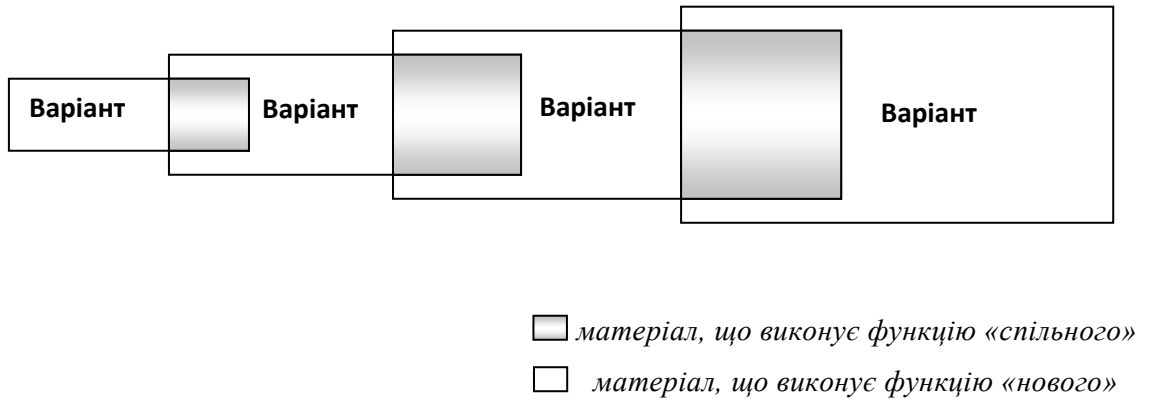 Варіант
Варіант
Варіант
Варіант
матеріал, що виконує функцію «спільного»
матеріал, що виконує функцію «нового»